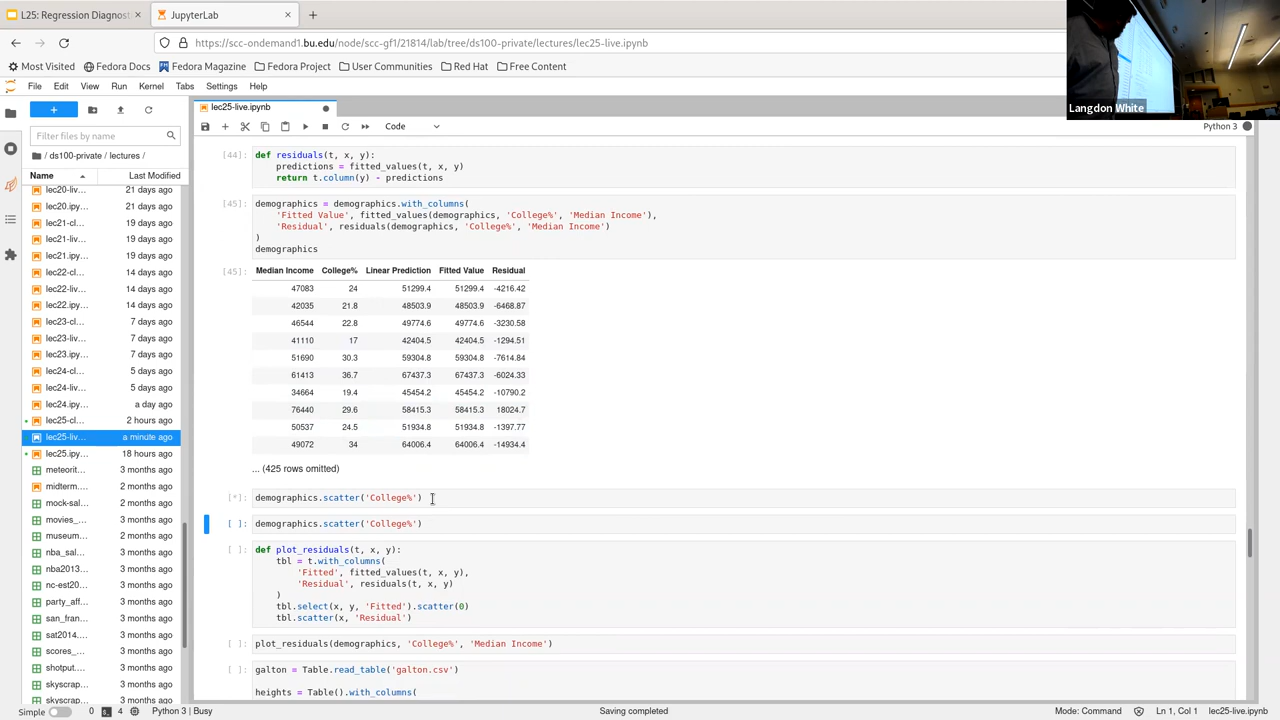 L25: Regression Diagnos
JupyterLab
https://scc-ondemand1.bu.edu/node/scc-gf1/21814/lab/tree/ds100-private/lectures/lec25-live.ipynb
Most Visited
Fedora Docs
Fedora Magazine
Fedora Project
User Communities
Red Hat
Free Content
Langdon White
File Edit View Run Kernel Tabs Settings Help
lec25-live.ipynb
Code
Python 3
Filter files by name
/ ds100-private / lectures /
Name Last Modified
lec20-liv... 21 days ago
lec20.ipy... 21 days ago
lec21-cl... 19 days ago
lec21-liv... 19 days ago
lec21.ipy... 19 days ago
lec22-cl... 14 days ago
lec22-liv... 14 days ago
lec22.ipy... 14 days ago
lec23-cl... 7 days ago
lec23-liv... 7 days ago
lec23.ipy... 7 days ago
lec24-cl... 5 days ago
lec24-liv... 5 days ago
lec24.ipy... a day ago
lec25-cl... 2 hours ago
lec25-liv... a minute ago
lec25.ipy... 18 hours ago
meteorit... 3 months ago
midterm.... 2 months ago
mock-sal... 3 months ago
movies_... 3 months ago
museum... 2 months ago
nba_sal... 3 months ago
nba2013... 3 months ago
nc-est20... 3 months ago
party_aff... 3 months ago
san_fran... 3 months ago
sat2014.... 3 months ago
scores_... 3 months ago
shotput.... 3 months ago
skyscrap... 3 months ago
skyscrap... 3 months ago
[44]: def residuals(t, x, y):
predictions = fitted_values(t, x, y)
return t.column(y) - predictions
[45]: demographics = demographics.with_columns(
'Fitted Value', fitted_values(demographics, 'College%', 'Median Income'),
'Residual', residuals(demographics, 'College%', 'Median Income')
)
demographics
[45]: Median Income College% Linear Prediction Fitted Value Residual
47083 24 51299.4 51299.4 -4216.42
42035 21.8 48503.9 48503.9 -6468.87
46544 22.8 49774.6 49774.6 -3230.58
41110 17 42404.5 42404.5 -1294.51
51690 30.3 59304.8 59304.8 -7614.84
61413 36.7 67437.3 67437.3 -6024.33
34664 19.4 45454.2 45454.2 -10790.2
76440 29.6 58415.3 58415.3 18024.7
50537 24.5 51934.8 51934.8 -1397.77
49072 34 64006.4 64006.4 -14934.4
... (425 rows omitted)
[*]: demographics.scatter('College%')
[ ]: demographics.scatter('College%')
[ ]: def plot_residuals(t, x, y):
tbl = t.with_columns(
'Fitted', fitted_values(t, x, y),
'Residual', residuals(t, x, y)
)
tbl.select(x, y, 'Fitted').scatter(0)
tbl.scatter(x, 'Residual')
[ ]: plot_residuals(demographics, 'College%', 'Median Income')
[ ]: galton = Table.read_table('galton.csv')
heights = Table().with_columns(
Simple 0 4 Python 3 | Busy
Saving completed
Mode: Command Ln 1, Col 1 lec25-live.ipynb